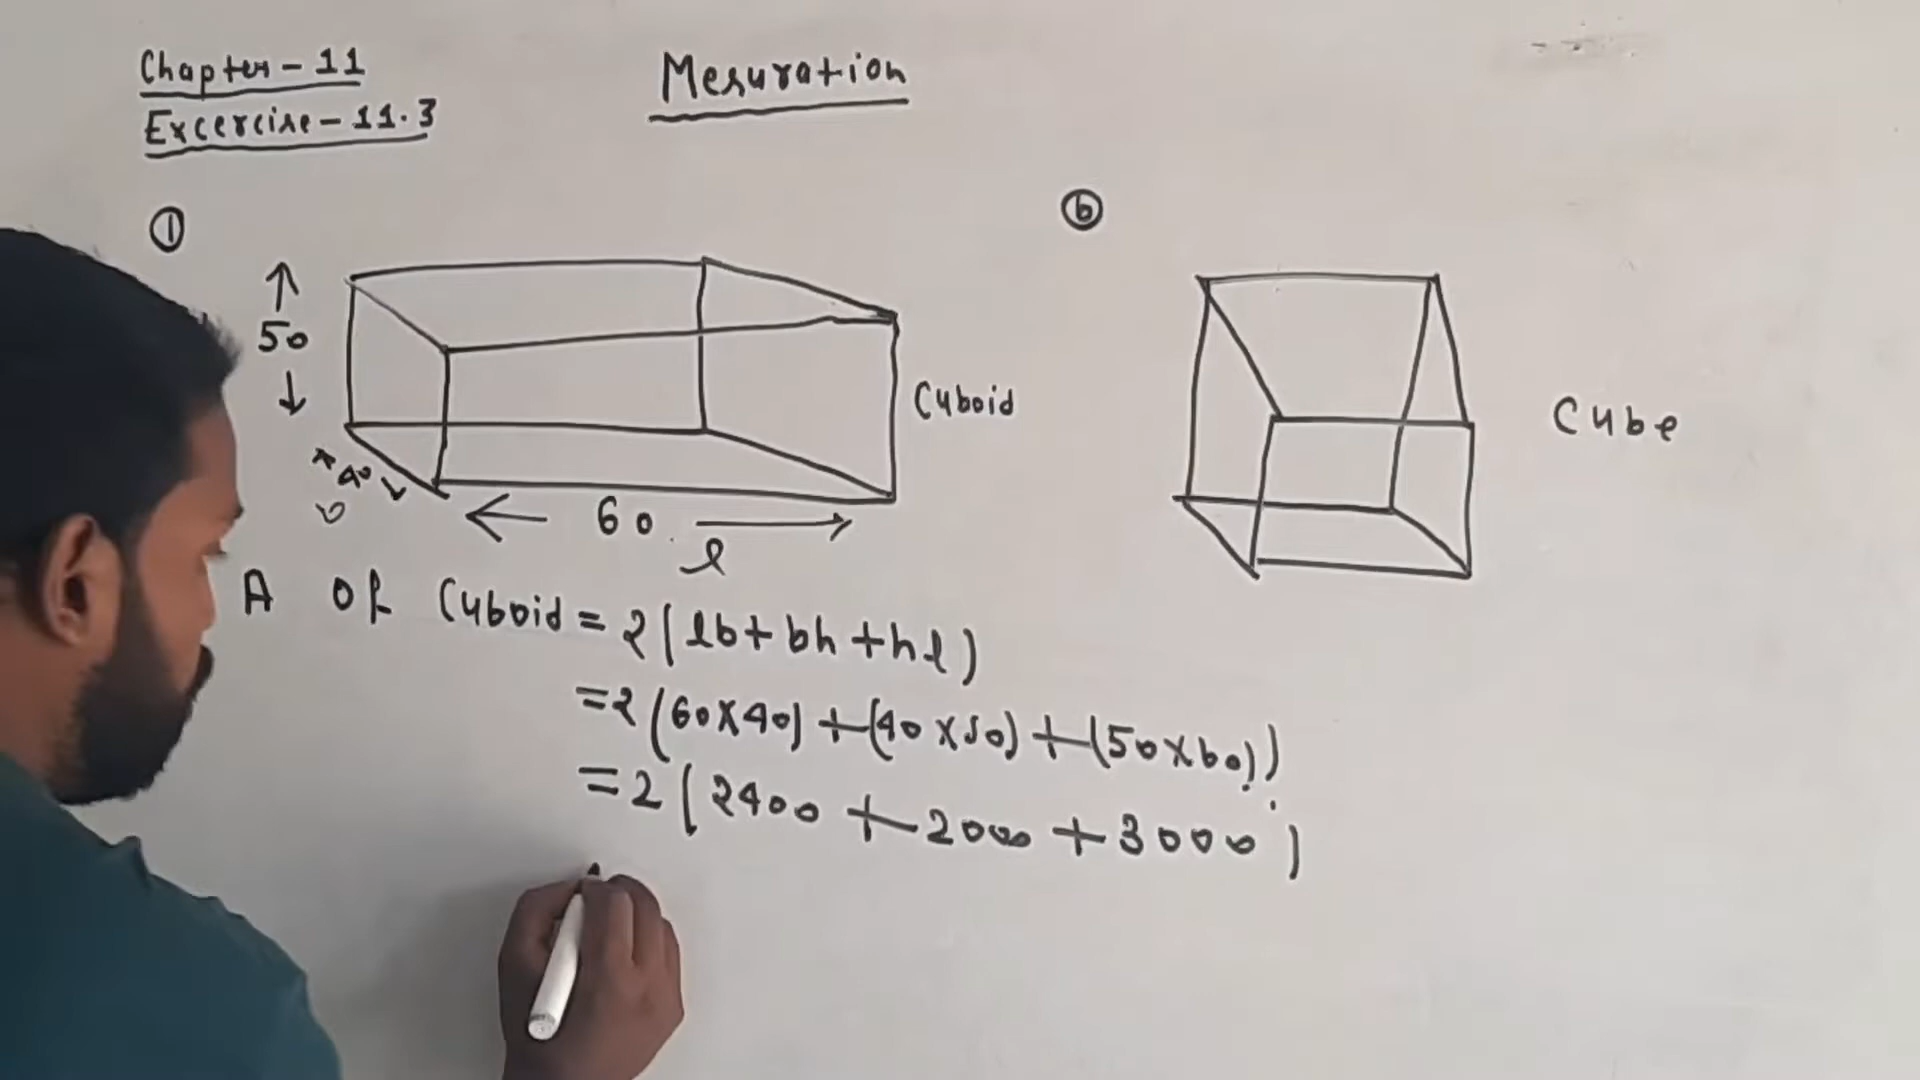 Chapter-11
Excercise-11.3
Mesuration
①
50
40
b
60
l
Cuboid
ⓑ
Cube
A of Cuboid = 2(lb+bh+hl)
=2(60×40)+(40×50)+(50×60))
=2(2400+2000+3000)